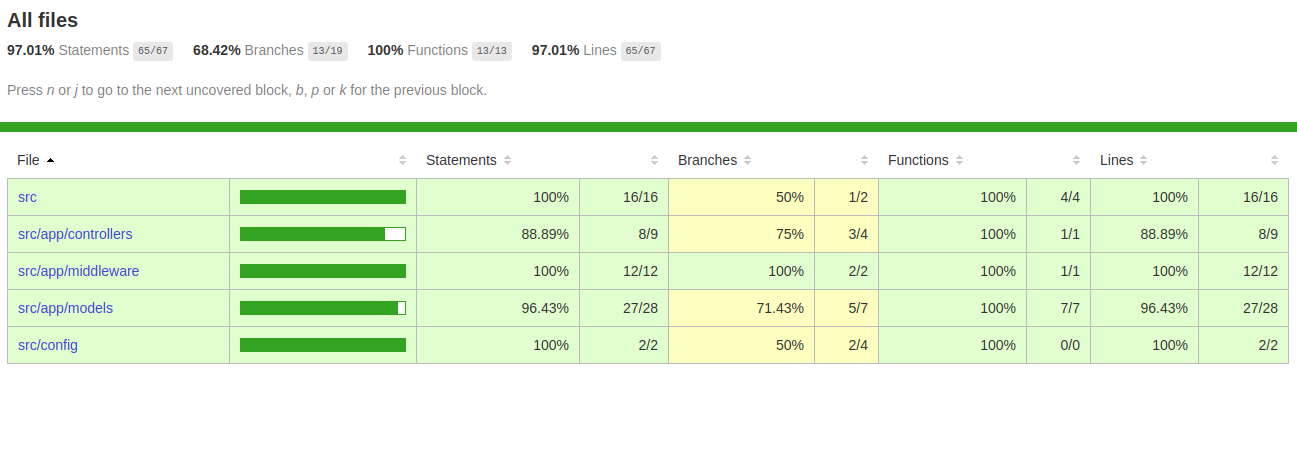 All files
97.01% Statements 65/67 68.42% Branches 13/19 100% Functions 13/13 97.01% Lines 65/67
Press n or j to go to the next uncovered block, b, p or k for the previous block.
File Statements Branches Functions Lines
src 100% 16/16 50% 1/2 100% 4/4 100% 16/16
src/app/controllers 88.89% 8/9 75% 3/4 100% 1/1 88.89% 8/9
src/app/middleware 100% 12/12 100% 2/2 100% 1/1 100% 12/12
src/app/models 96.43% 27/28 71.43% 5/7 100% 7/7 96.43% 27/28
src/config 100% 2/2 50% 2/4 100% 0/0 100% 2/2